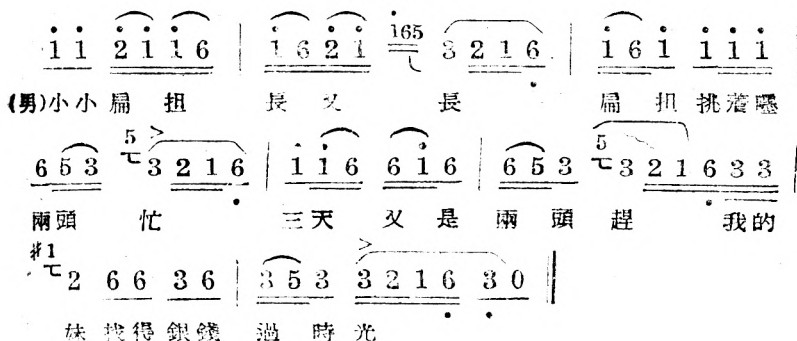 1 1 2 1 1 6 | 1 6 2 1 165 3 2 1 6 | 1 6 1 1 1 1
(男)小小扁担 長又 長 扁担挑着喱
6 5 3 5 3 2 1 6 | 1 1 6 6 1 6 | 6 5 3 5 3 2 1 6 3 3 |
兩頭 忙 三天 又是 兩頭 趕 我的
#1 2 6 6 3 6 | 3 5 3 3 2 1 6 3 0 ‖
妹 找得銀錢 過時光